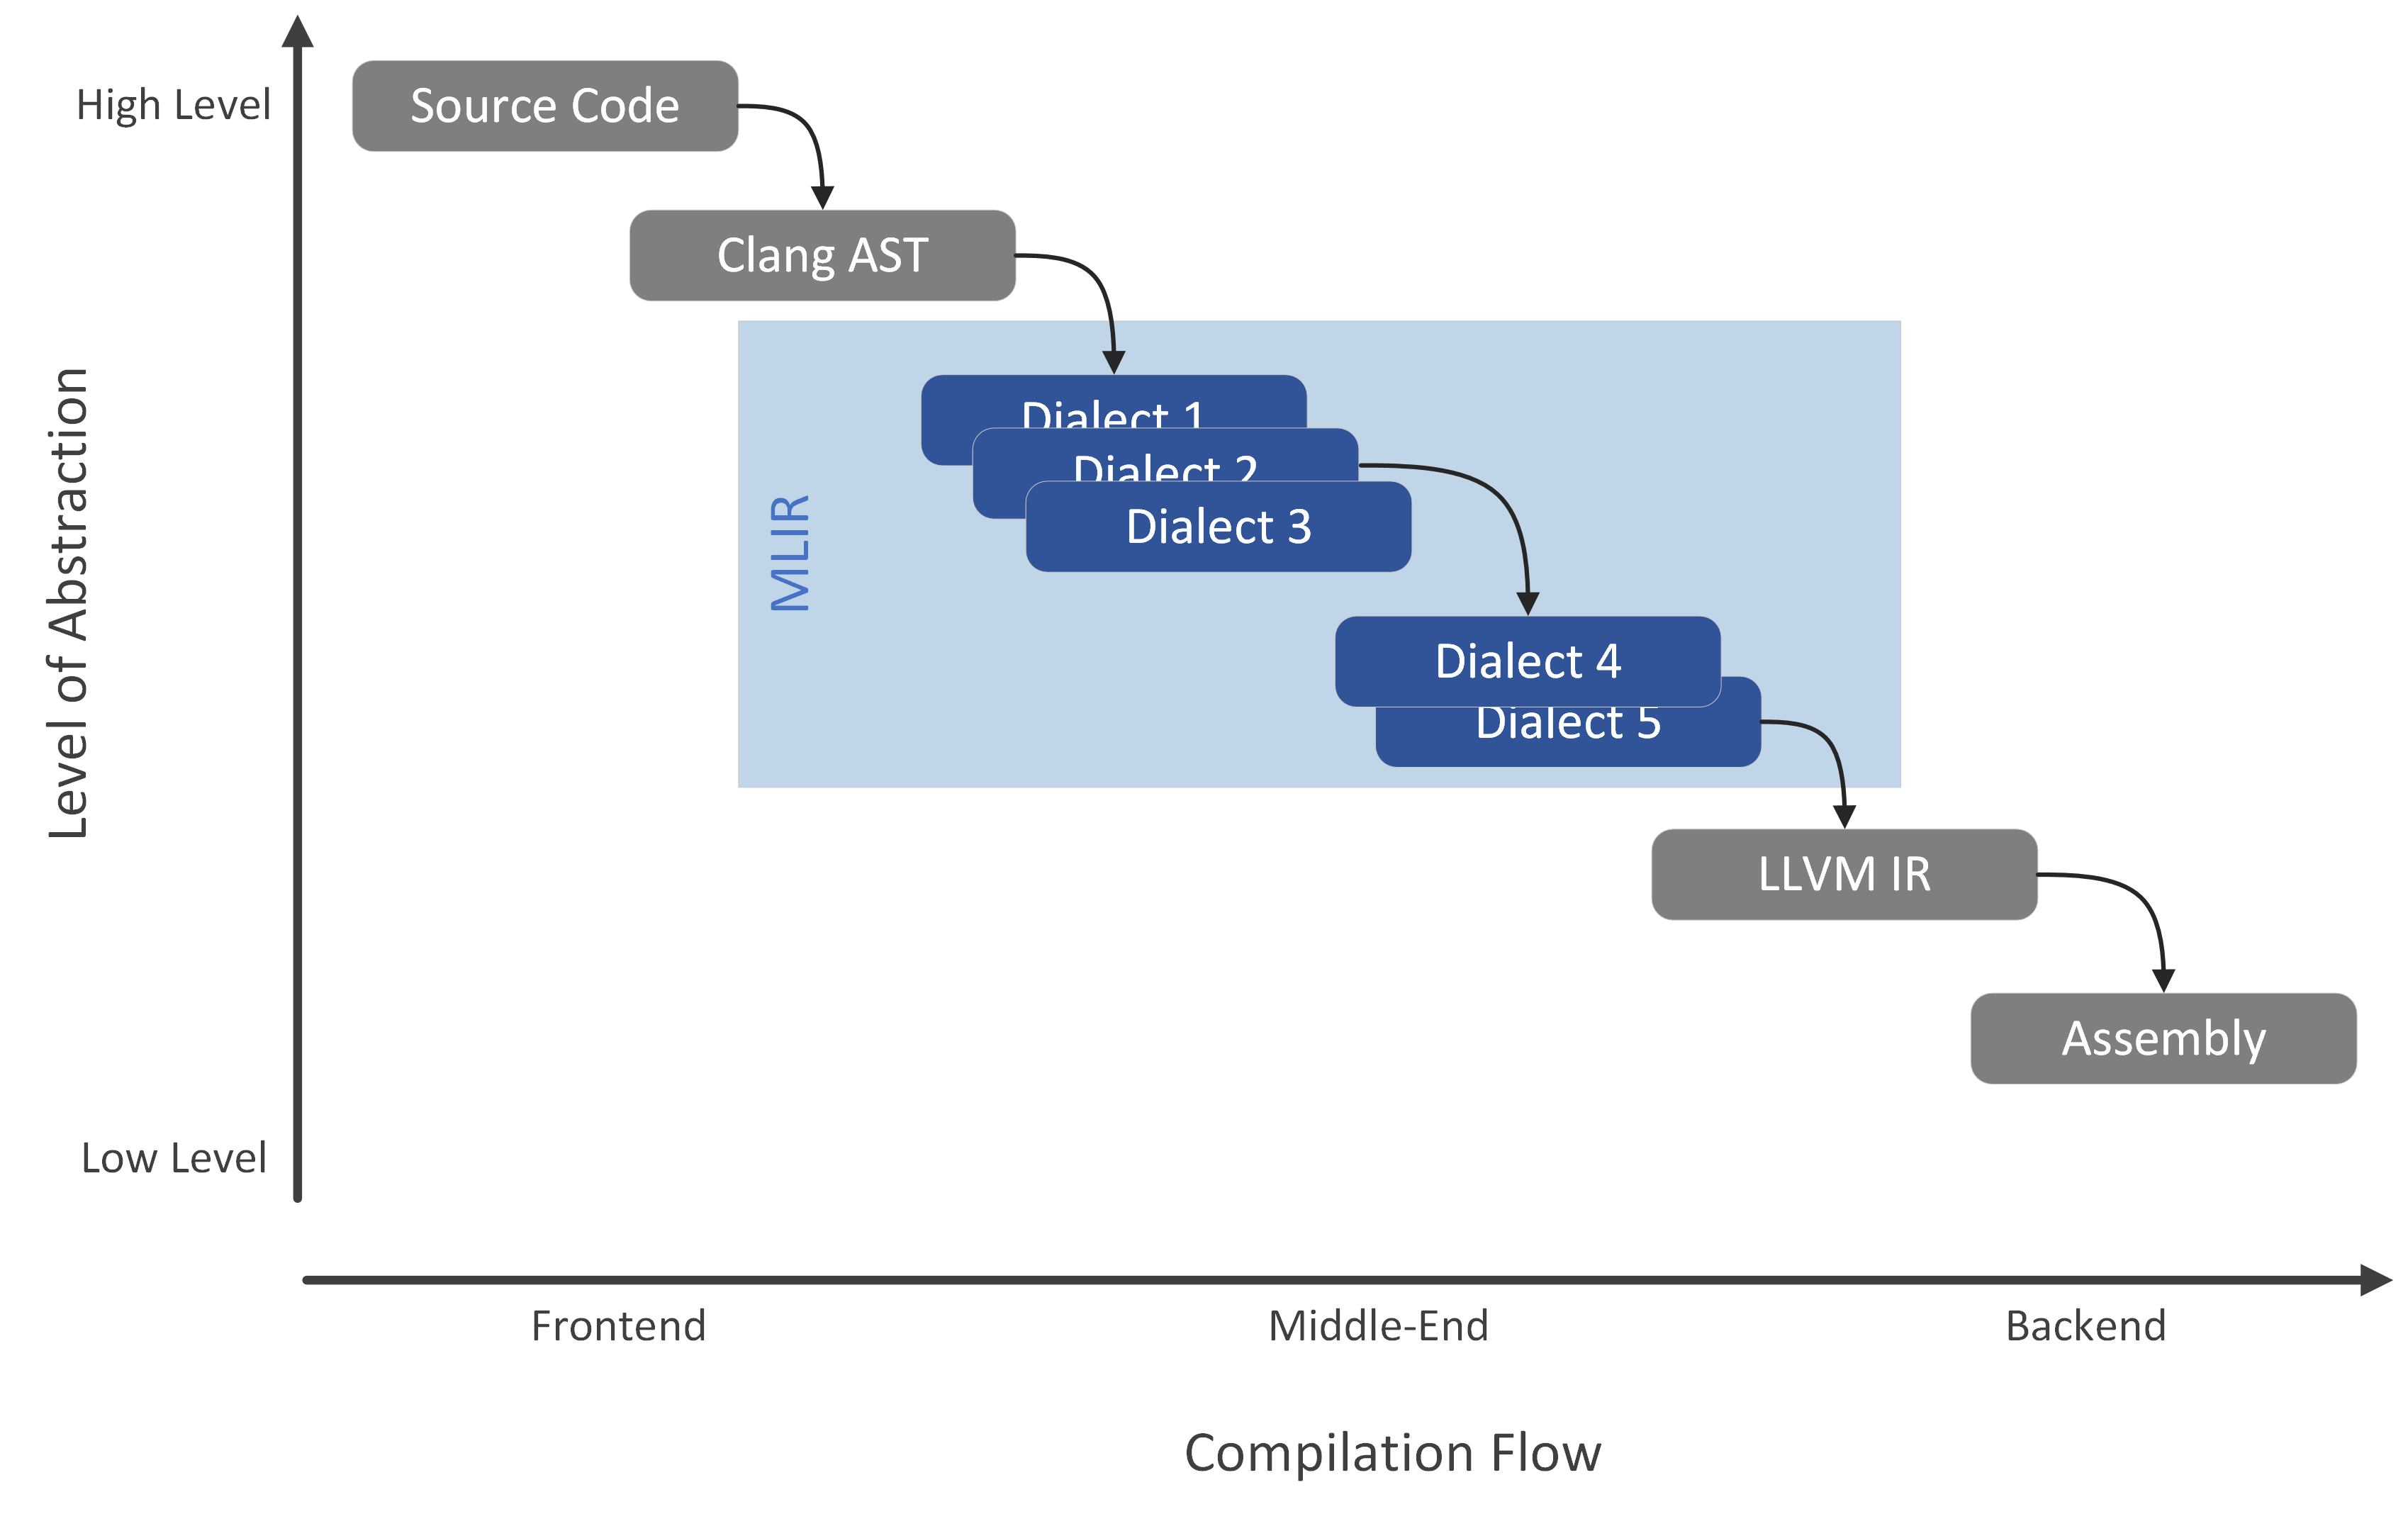 High Level
Source Code
Clang AST
Level of Abstraction
MLIR
Dialect 1
Dialect 2
Dialect 3
Dialect 4
Dialect 5
LLVM IR
Assembly
Low Level
Frontend
Middle-End
Backend
Compilation Flow